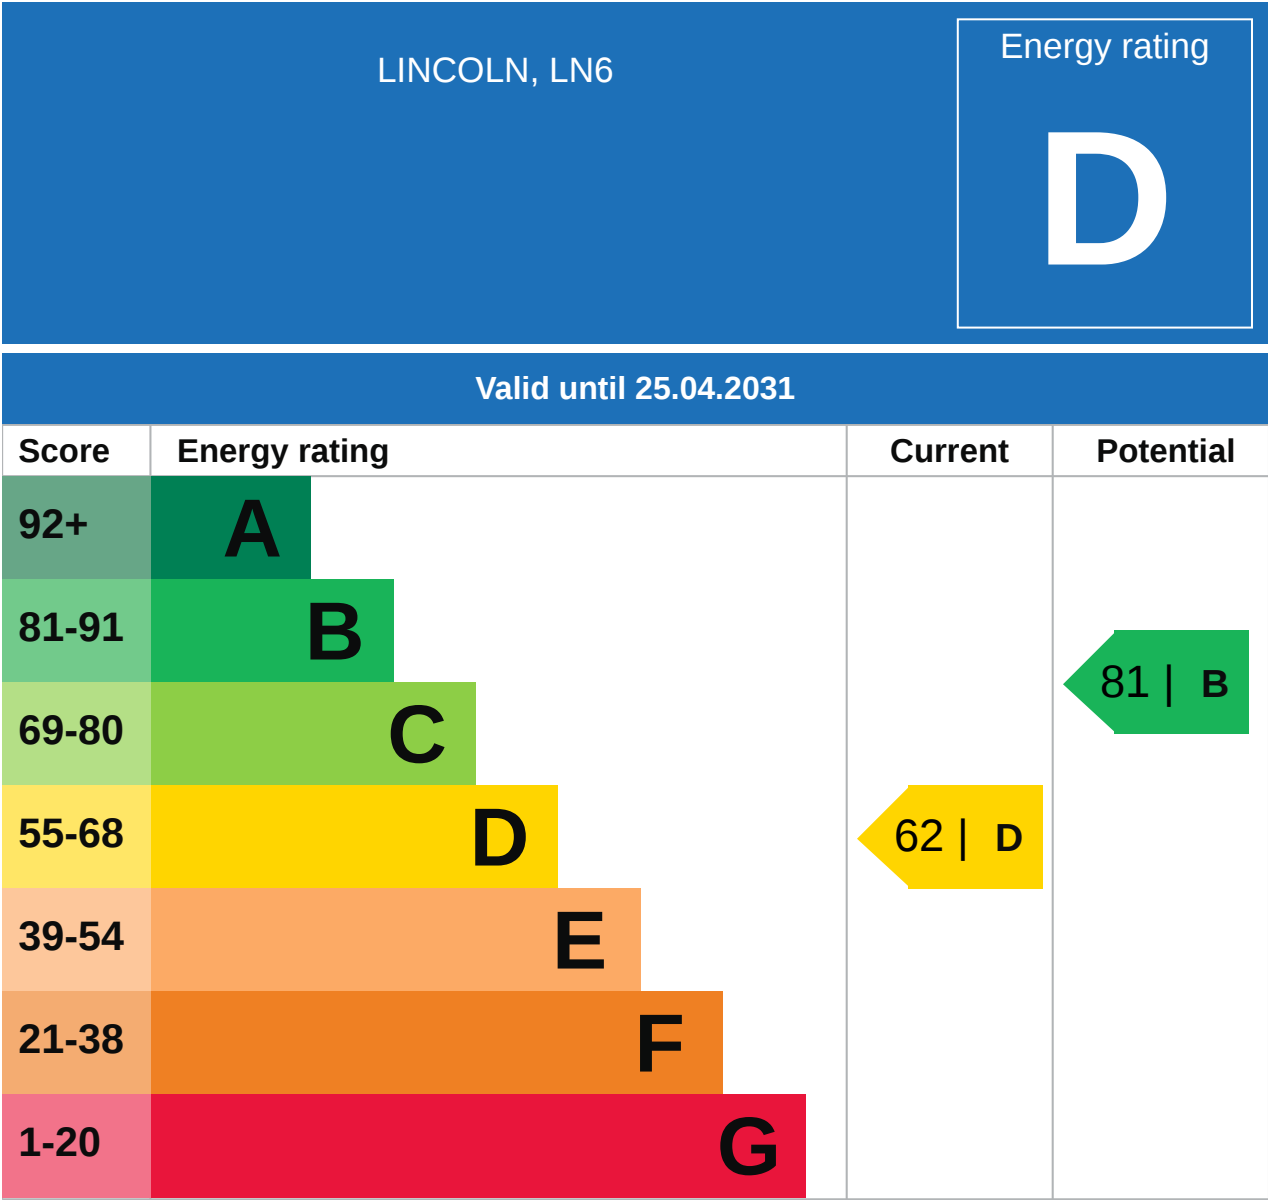 LINCOLN, LN6
Energy rating
D
Valid until 25.04.2031
Score Energy rating Current Potential
92+ A
81-91 B
81 | B
69-80 C
55-68 D
62 | D
39-54 E
21-38 F
1-20 G